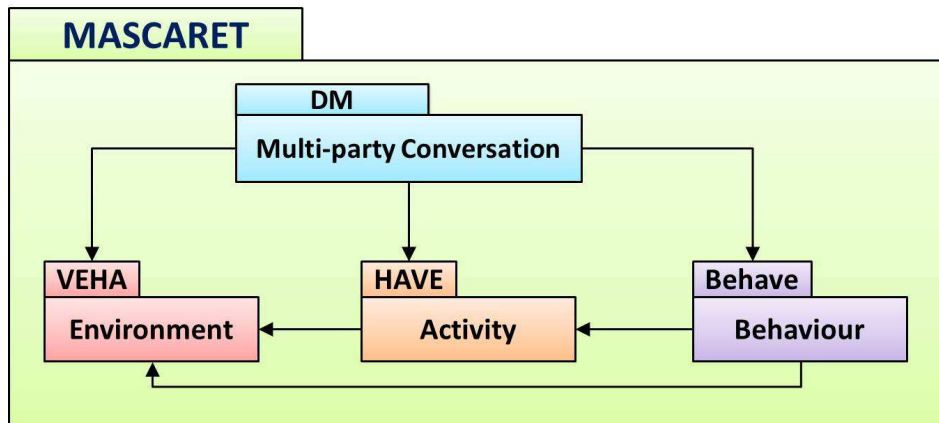 MASCARET
DM
Multi-party Conversation
VEHA
Environment
HAVE
Activity
Behave
Behaviour